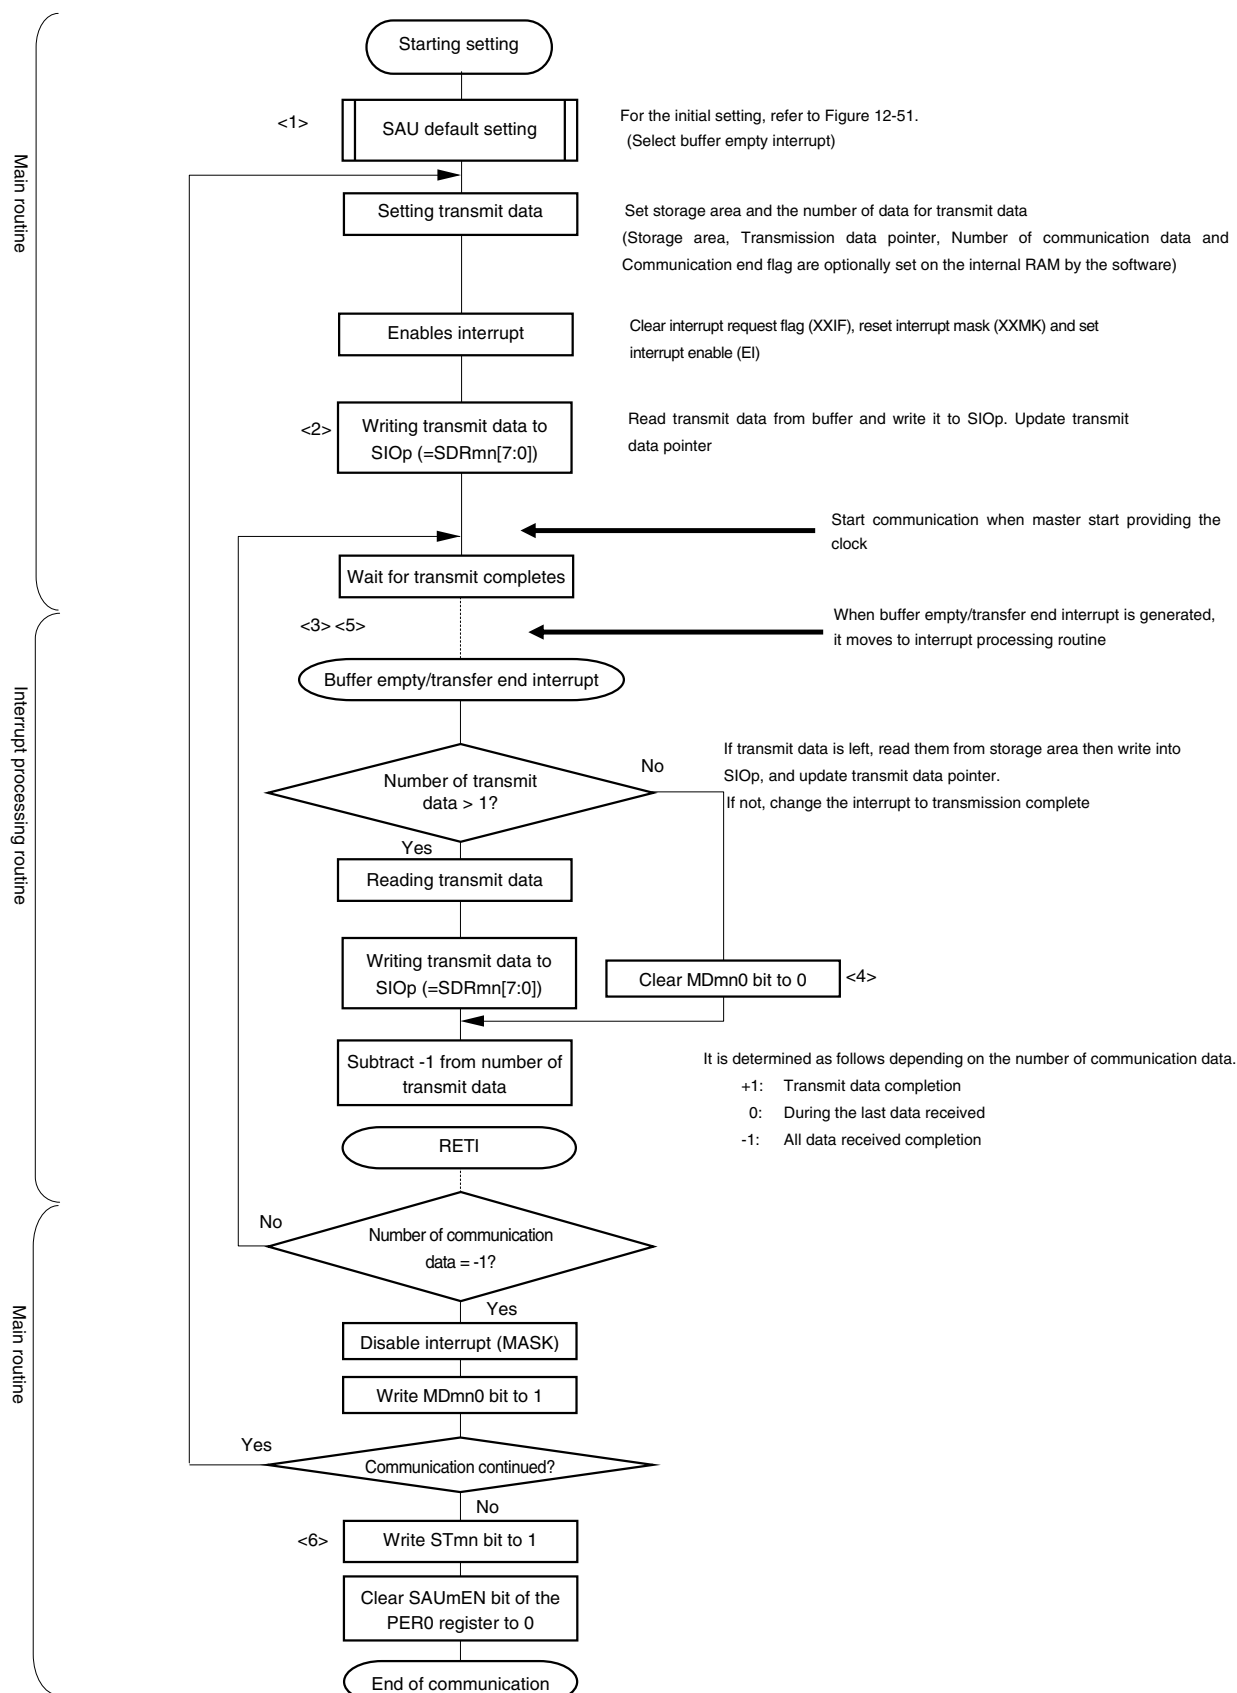 Starting setting
<1>
SAU default setting
For the initial setting, refer to Figure 12-51.
(Select buffer empty interrupt)
Main routine
Setting transmit data
Set storage area and the number of data for transmit data
(Storage area, Transmission data pointer, Number of communication data and
Communication end flag are optionally set on the internal RAM by the software)
Enables interrupt
Clear interrupt request flag (XXIF), reset interrupt mask (XXMK) and set
interrupt enable (EI)
<2>
Writing transmit data to
SIOp (=SDRmn[7:0])
Read transmit data from buffer and write it to SIOp. Update transmit
data pointer
Start communication when master start providing the
clock
Wait for transmit completes
<3> <5>
When buffer empty/transfer end interrupt is generated,
it moves to interrupt processing routine
Buffer empty/transfer end interrupt
Interrupt processing routine
Number of transmit
data > 1?
No
If transmit data is left, read them from storage area then write into
SIOp, and update transmit data pointer.
If not, change the interrupt to transmission complete
Yes
Reading transmit data
Writing transmit data to
SIOp (=SDRmn[7:0])
Clear MDmn0 bit to 0
<4>
Subtract -1 from number of
transmit data
It is determined as follows depending on the number of communication data.
+1: Transmit data completion
0: During the last data received
-1: All data received completion
RETI
No
Number of communication
data = -1?
Yes
Main routine
Disable interrupt (MASK)
Write MDmn0 bit to 1
Yes
Communication continued?
No
<6>
Write STmn bit to 1
Clear SAUmEN bit of the
PER0 register to 0
End of communication